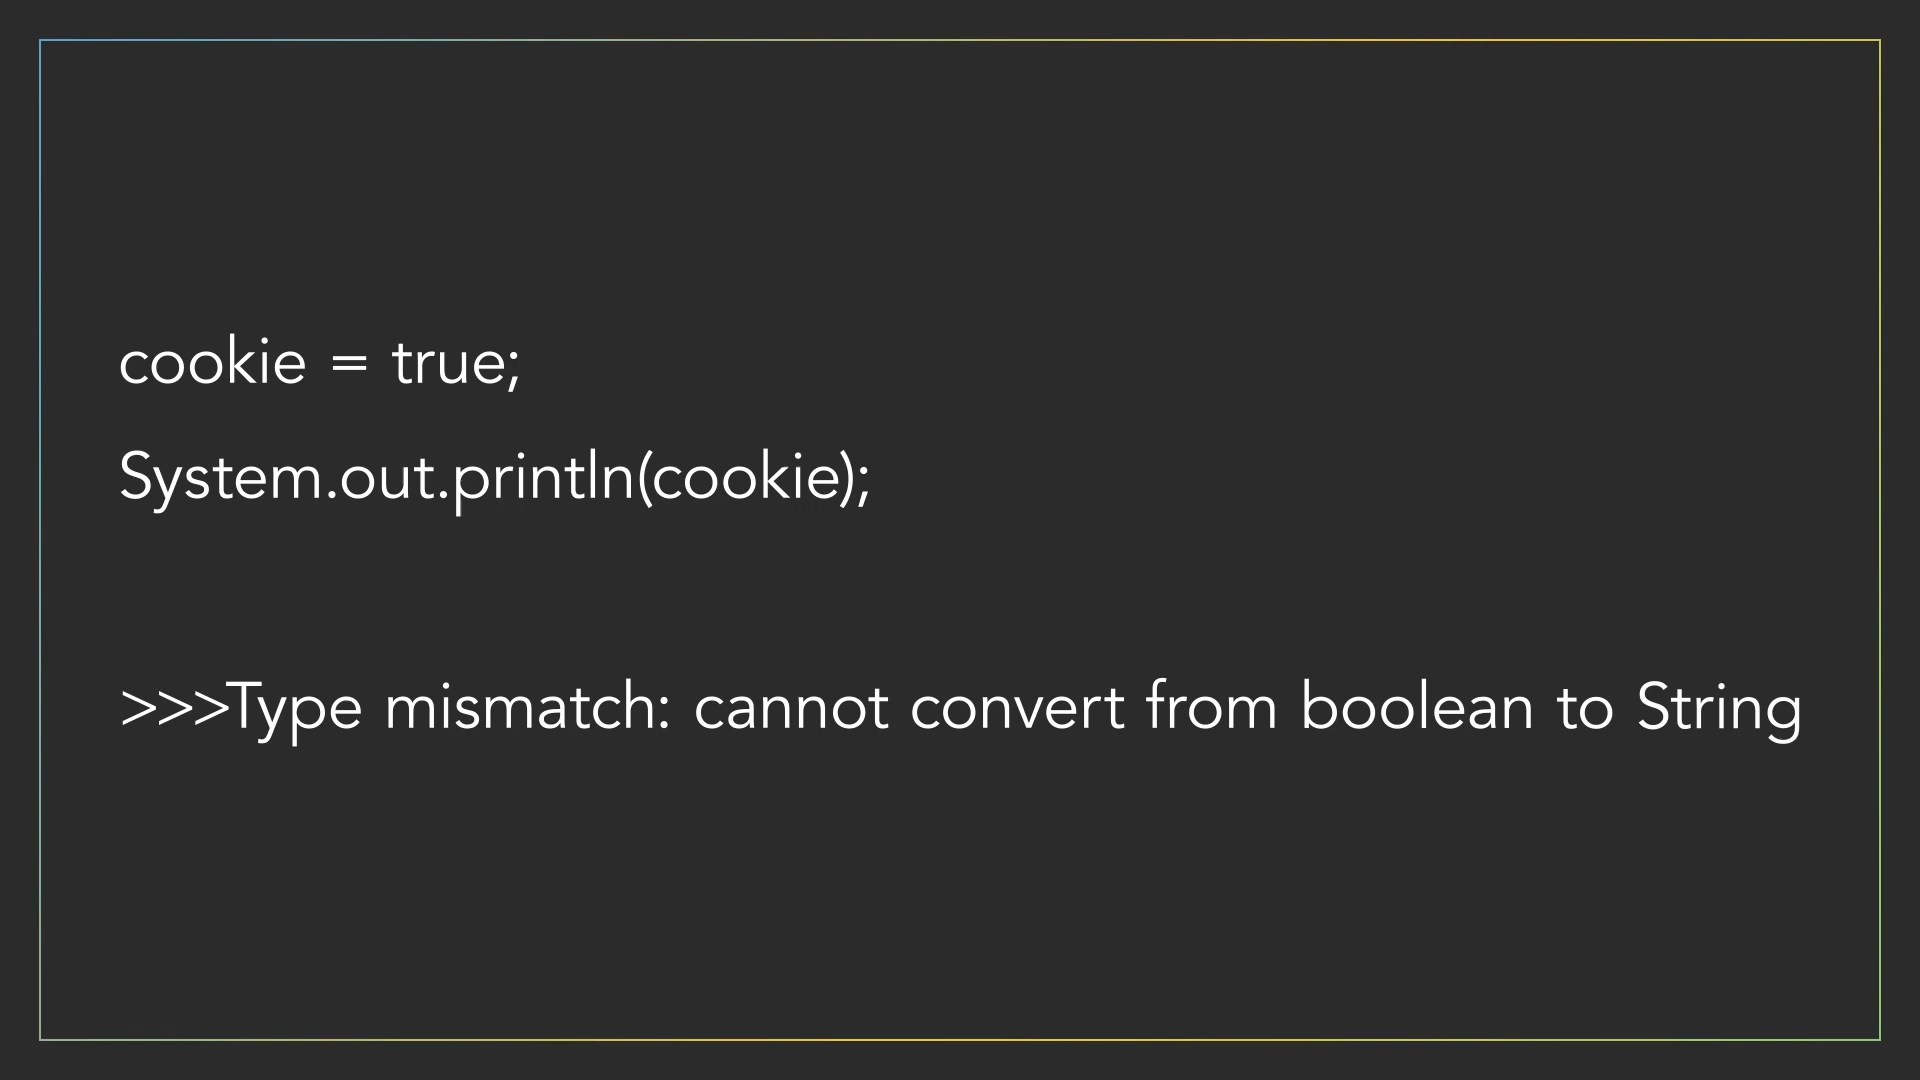 cookie = true;
System.out.println(cookie);
>>>Type mismatch: cannot convert from boolean to String